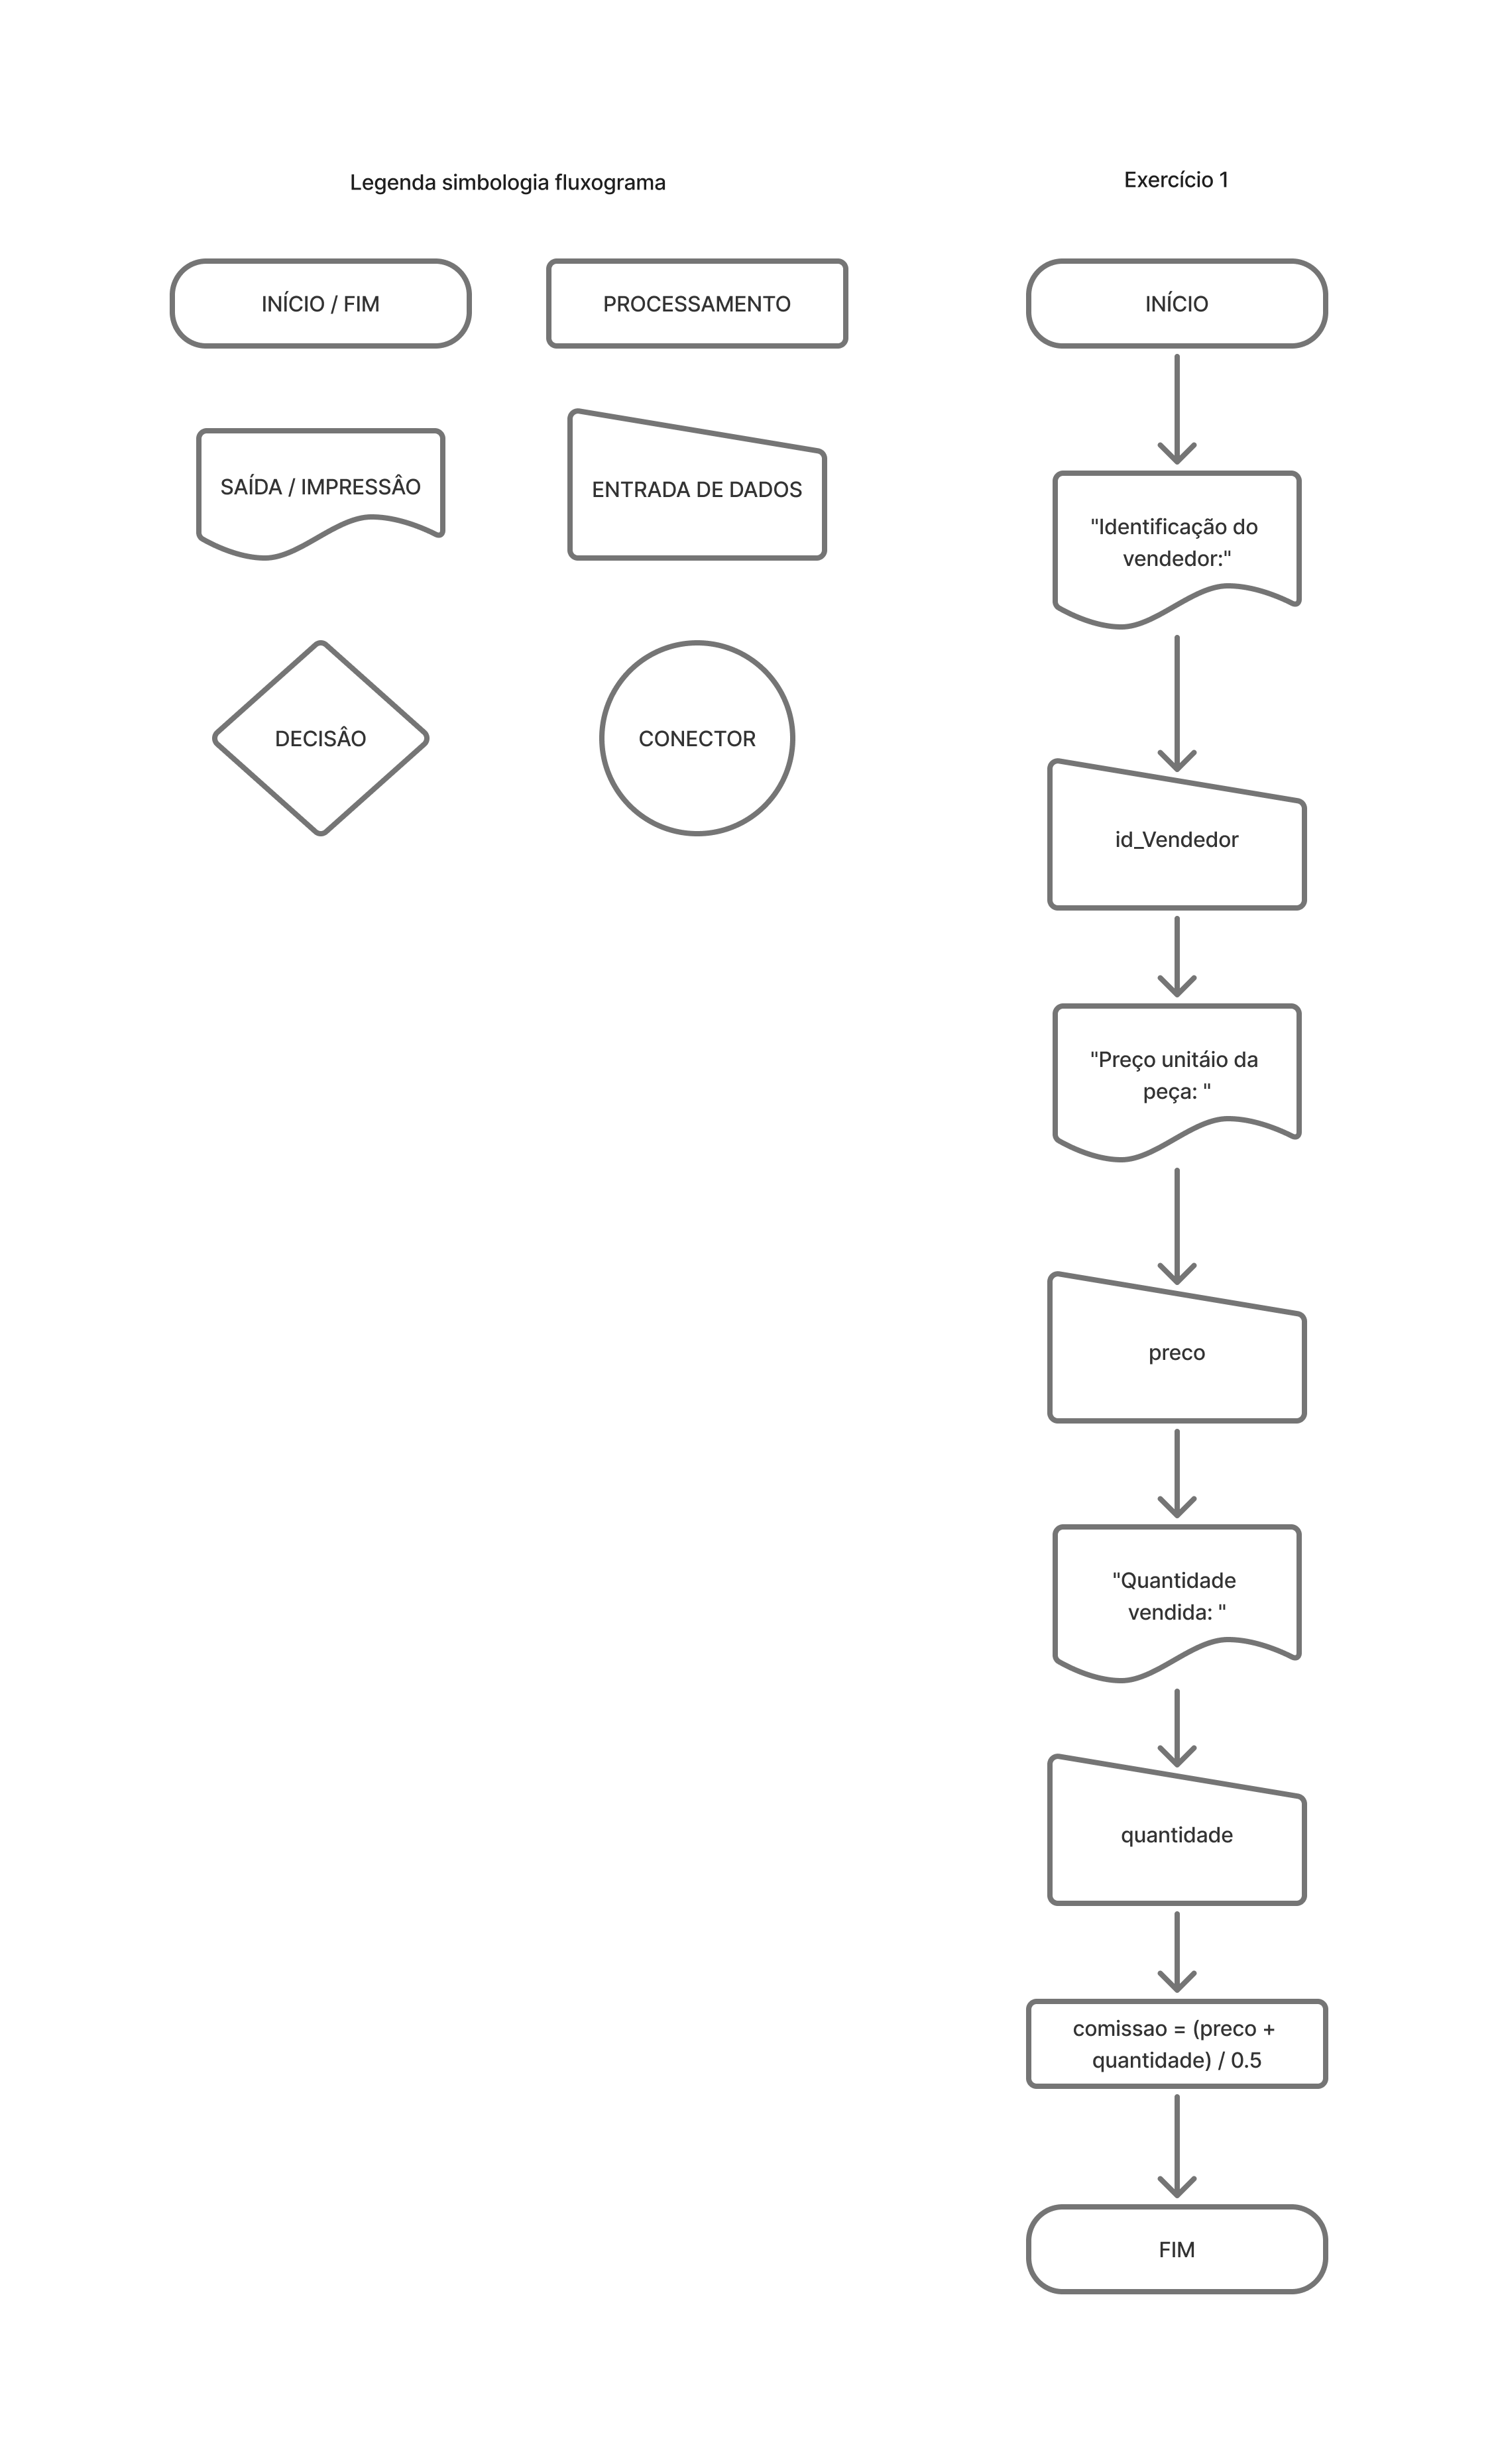 Legenda simbologia fluxograma
INÍCIO / FIM
PROCESSAMENTO
SAÍDA / IMPRESSÂO
ENTRADA DE DADOS
DECISÂO
CONECTOR
Exercício 1
INÍCIO
"Identificação do
vendedor:"
id_Vendedor
"Preço unitáio da
peça: "
preco
"Quantidade
vendida: "
quantidade
comissao = (preco +
quantidade) / 0.5
FIM